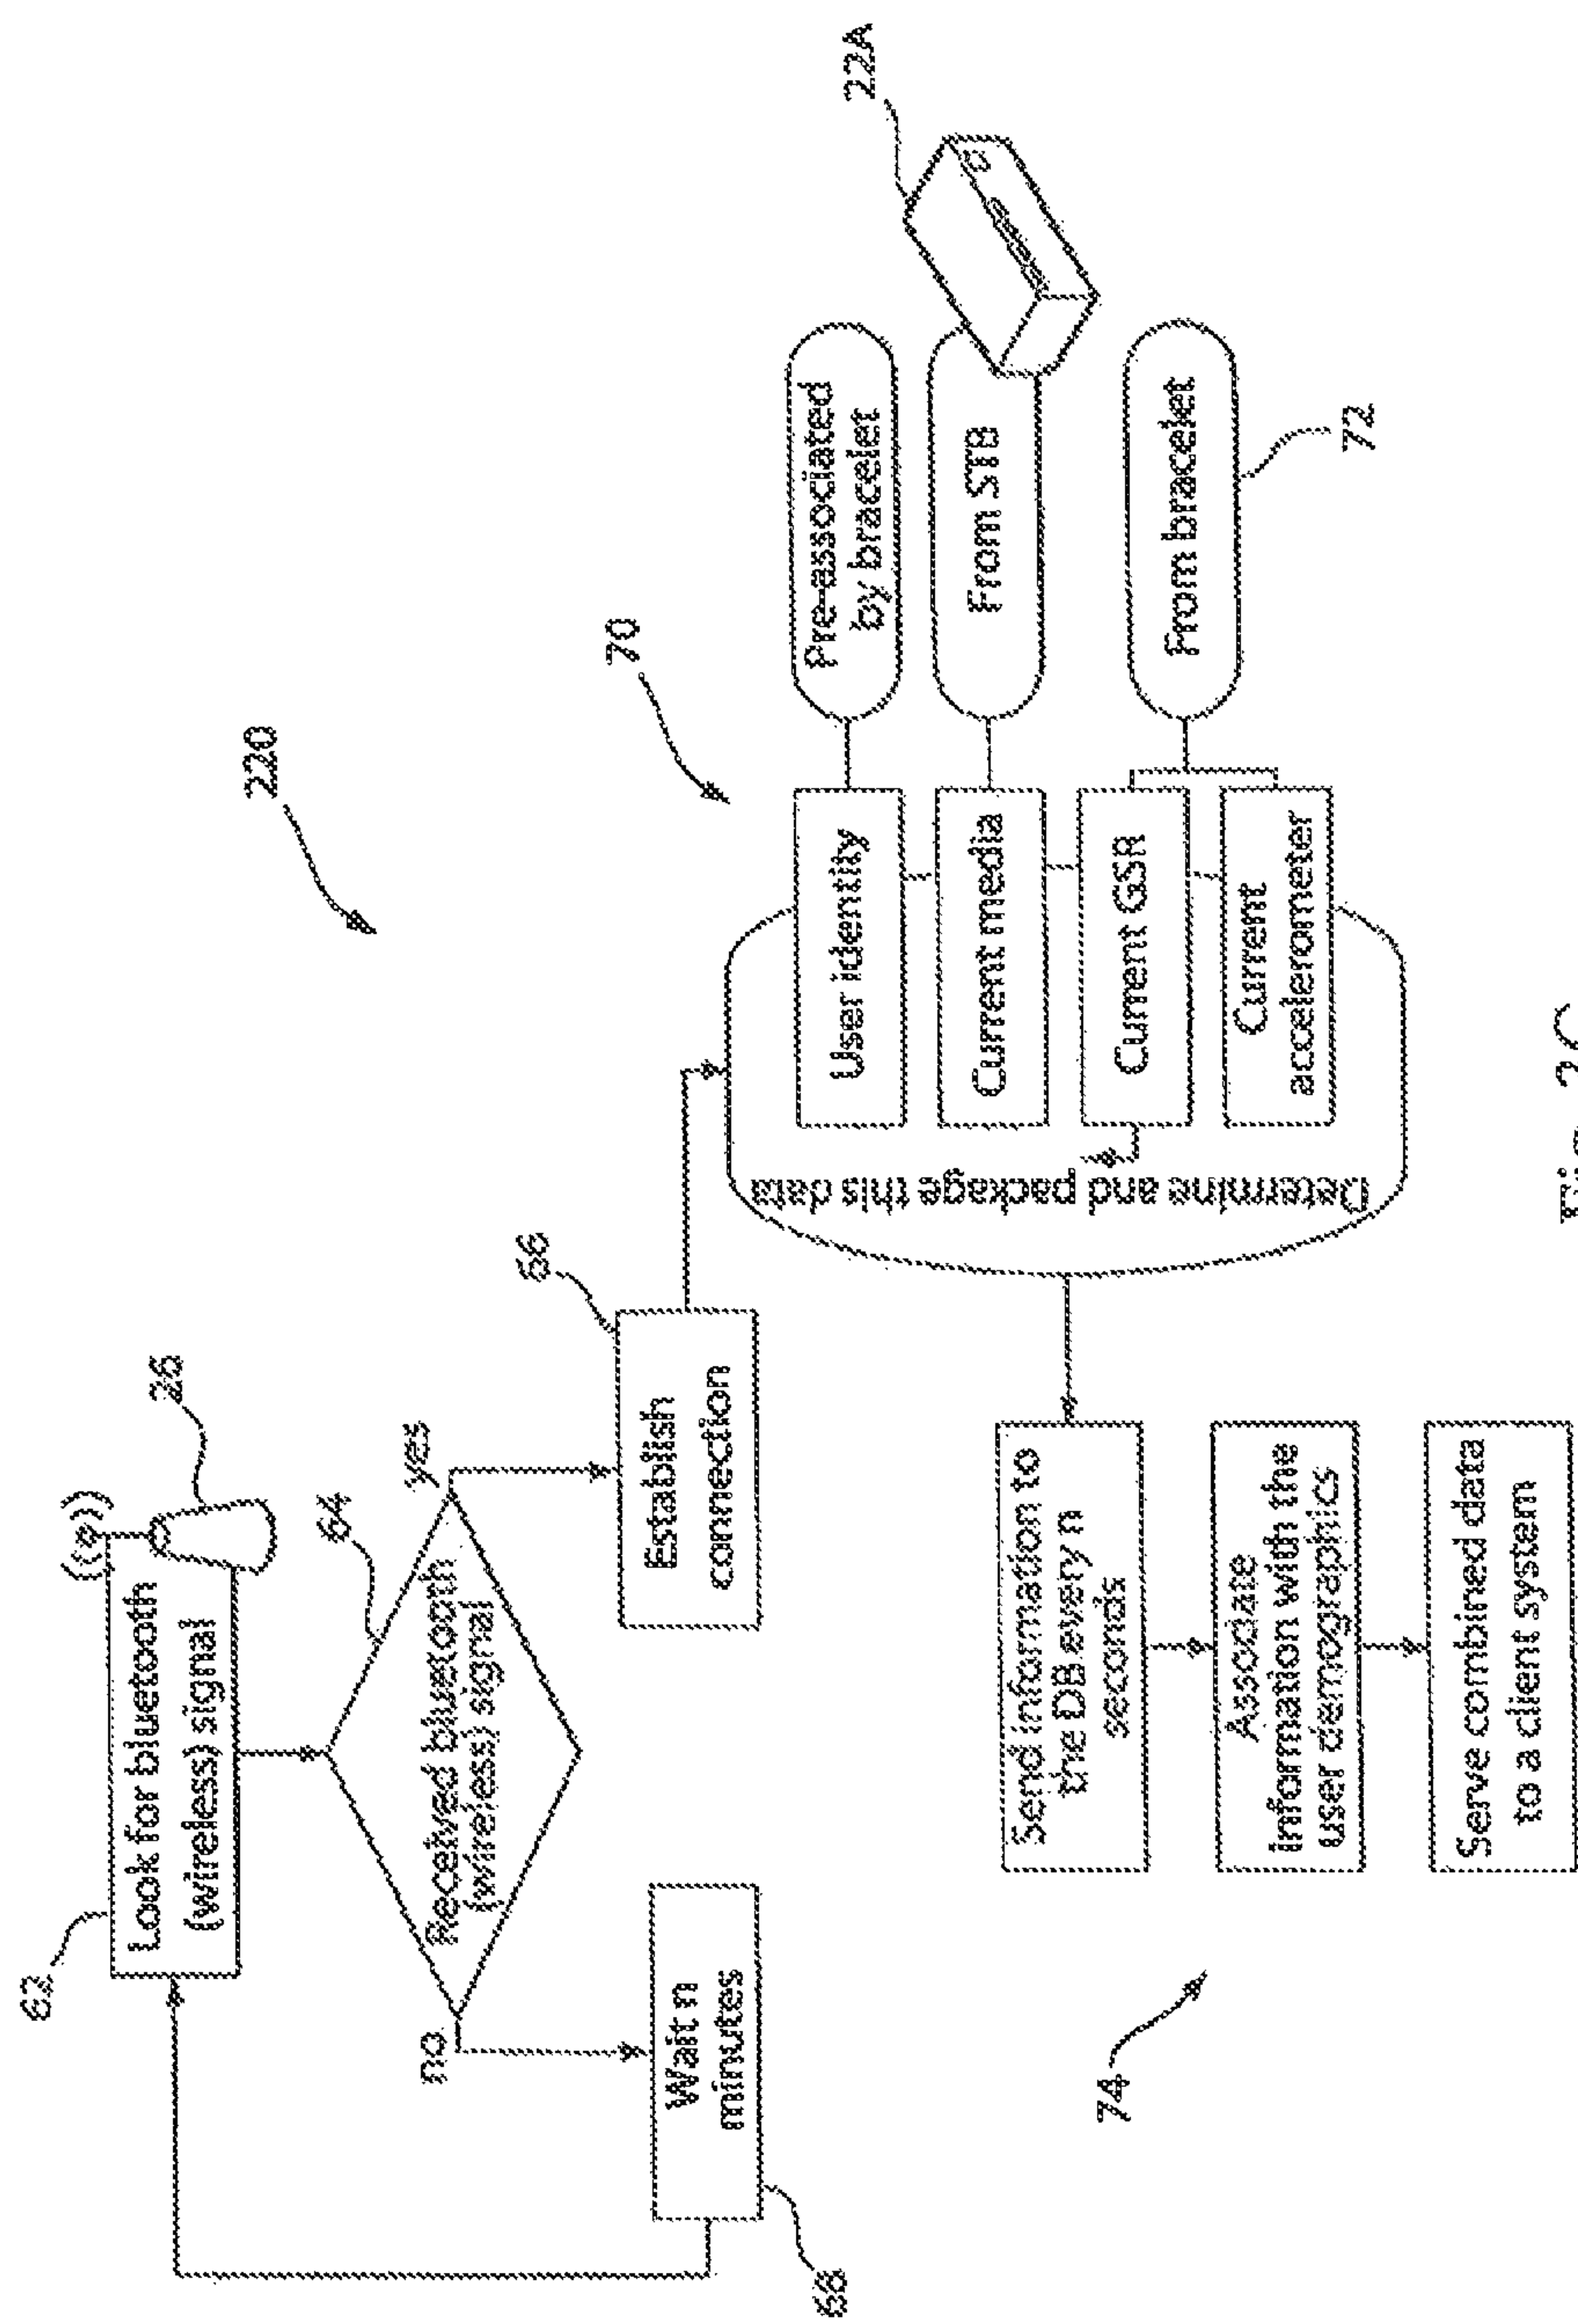 220
62
Look for bluetooth
(wireless) signal
26
64
Received bluetooth
(wireless) signal
yes
no
66
Establish
connection
Wait n
minutes
68
70
Determine and package this data
User identity
Current media
Current GSR
Current
accelerometer
Pre-associated
by bracelet
From STB
22A
From bracelet
72
74
Send information to
the DB every n
seconds
Associate
information with the
user demographics
Serve combined data
to a client system